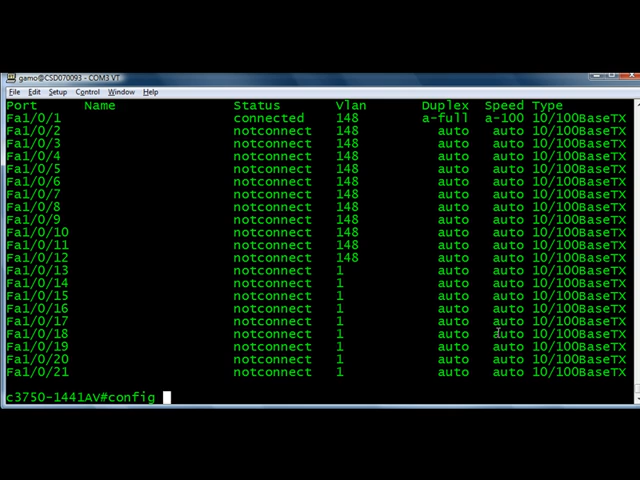 gamo@CSD070093 - COM3 VT
File Edit Setup Control Window Help
Port Name Status Vlan Duplex Speed Type
Fa1/0/1 connected 148 a-full a-100 10/100BaseTX
Fa1/0/2 notconnect 148 auto auto 10/100BaseTX
Fa1/0/3 notconnect 148 auto auto 10/100BaseTX
Fa1/0/4 notconnect 148 auto auto 10/100BaseTX
Fa1/0/5 notconnect 148 auto auto 10/100BaseTX
Fa1/0/6 notconnect 148 auto auto 10/100BaseTX
Fa1/0/7 notconnect 148 auto auto 10/100BaseTX
Fa1/0/8 notconnect 148 auto auto 10/100BaseTX
Fa1/0/9 notconnect 148 auto auto 10/100BaseTX
Fa1/0/10 notconnect 148 auto auto 10/100BaseTX
Fa1/0/11 notconnect 148 auto auto 10/100BaseTX
Fa1/0/12 notconnect 148 auto auto 10/100BaseTX
Fa1/0/13 notconnect 1 auto auto 10/100BaseTX
Fa1/0/14 notconnect 1 auto auto 10/100BaseTX
Fa1/0/15 notconnect 1 auto auto 10/100BaseTX
Fa1/0/16 notconnect 1 auto auto 10/100BaseTX
Fa1/0/17 notconnect 1 auto auto 10/100BaseTX
Fa1/0/18 notconnect 1 auto auto 10/100BaseTX
Fa1/0/19 notconnect 1 auto auto 10/100BaseTX
Fa1/0/20 notconnect 1 auto auto 10/100BaseTX
Fa1/0/21 notconnect 1 auto auto 10/100BaseTX
c3750-1441AV#config